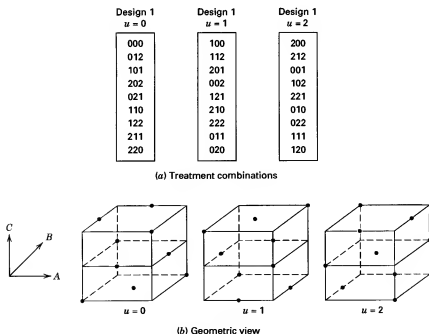 Design 1
u = 0
Design 1
u = 1
Design 1
u = 2
000
012
101
202
021
110
122
211
220
100
112
201
002
121
210
222
011
020
200
212
001
102
221
010
022
111
120
(a) Treatment combinations
C
B
A
u = 0
u = 1
u = 2
(b) Geometric view